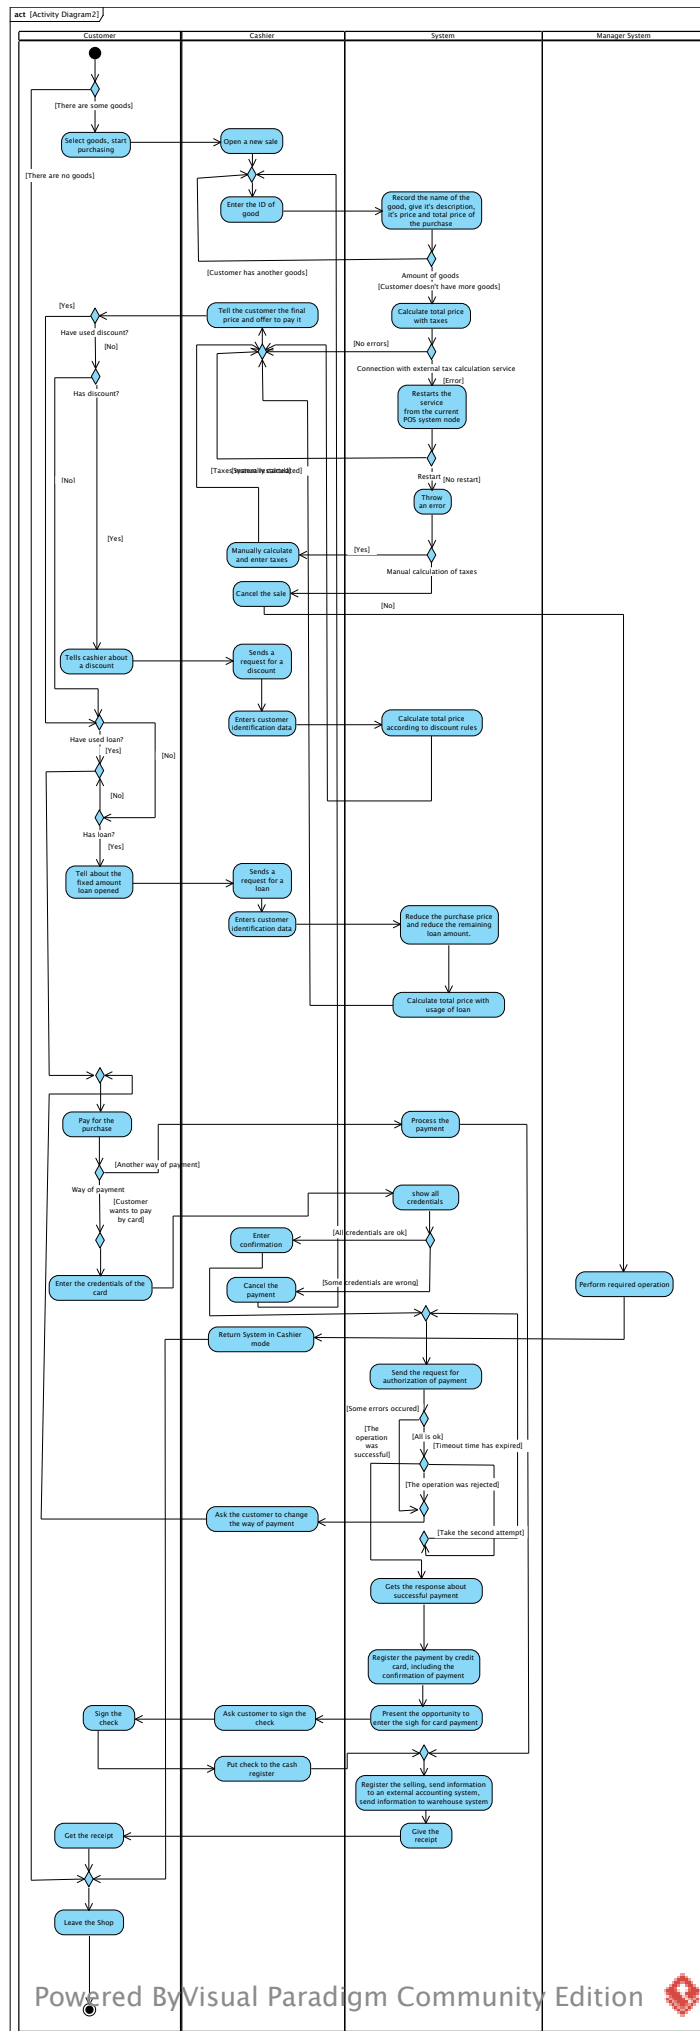 act [Activity Diagram2]
Customer
Cashier
System
Manager System
[There are some goods]
Select goods, start
purchasing
Open a new sale
[There are no goods]
Enter the ID of
good
Record the name of the
good, give it's description,
it's price and total price of
the purchase
[Customer has another goods]
Amount of goods
[Customer doesn't have more goods]
[Yes]
Tell the customer the final
price and offer to pay it
Calculate total price
with taxes
Have used discount?
[No]
[No errors]
Connection with external tax calculation service
[Error]
Has discount?
Restarts the
service
from the current
POS system node
[No]
[Taxes
Restart
[No restart]
Throw
an error
[Yes]
Manually calculate
and enter taxes
[Yes]
Manual calculation of taxes
Cancel the sale
[No]
Tells cashier about
a discount
Sends a
request for a
discount
Enters customer
identification data
Calculate total price
according to discount rules
Have used loan?
[Yes]
[No]
[No]
Has loan?
[Yes]
Tell about the
fixed amount
loan opened
Sends a
request for a
loan
Enters customer
identification data
Reduce the purchase price
and reduce the remaining
loan amount.
Calculate total price with
usage of loan
Pay for the
purchase
Process the
payment
[Another way of payment]
Way of payment
[Customer
wants to pay
by card]
show all
credentials
Enter
confirmation
[All credentials are ok]
Enter the credentials of the
card
Cancel the
payment
[Some credentials are wrong]
Perform required operation
Return System in Cashier
mode
Send the request for
authorization of payment
[Some errors occured]
[The
operation
was
successful]
[All is ok]
[Timeout time has expired]
[The operation was rejected]
Ask the customer to change
the way of payment
[Take the second attempt]
Gets the response about
successful payment
Register the payment by credit
card, including the
confirmation of payment
Sign the
check
Ask customer to sign the
check
Present the opportunity to
enter the sigh for card payment
Put check to the cash
register
Register the selling, send information
to an external accounting system,
send information to warehouse system
Get the receipt
Give the
receipt
Leave the Shop
Powered By Visual Paradigm Community Edition